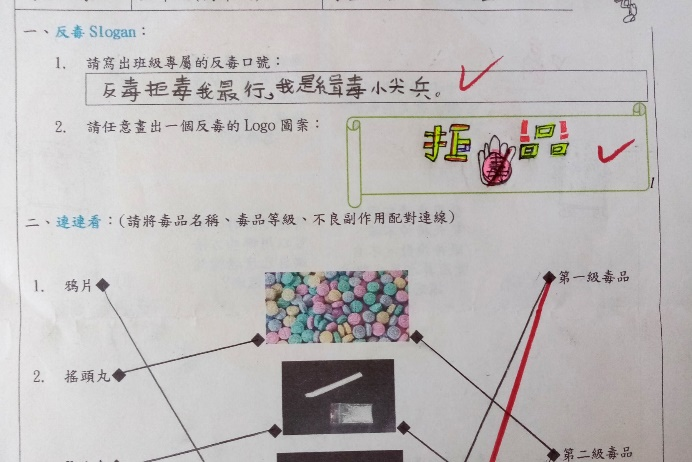 一、反毒 Slogan：
1. 請寫出班級專屬的反毒口號：
反毒拒毒我最行，我是緝毒小尖兵。
2. 請任意畫出一個反毒的 Logo 圖案：
拒毒品
1
二、連連看：(請將毒品名稱、毒品等級、不良副作用配對連線)
1. 鴉片
第一級毒品
2. 搖頭丸
第二級毒品